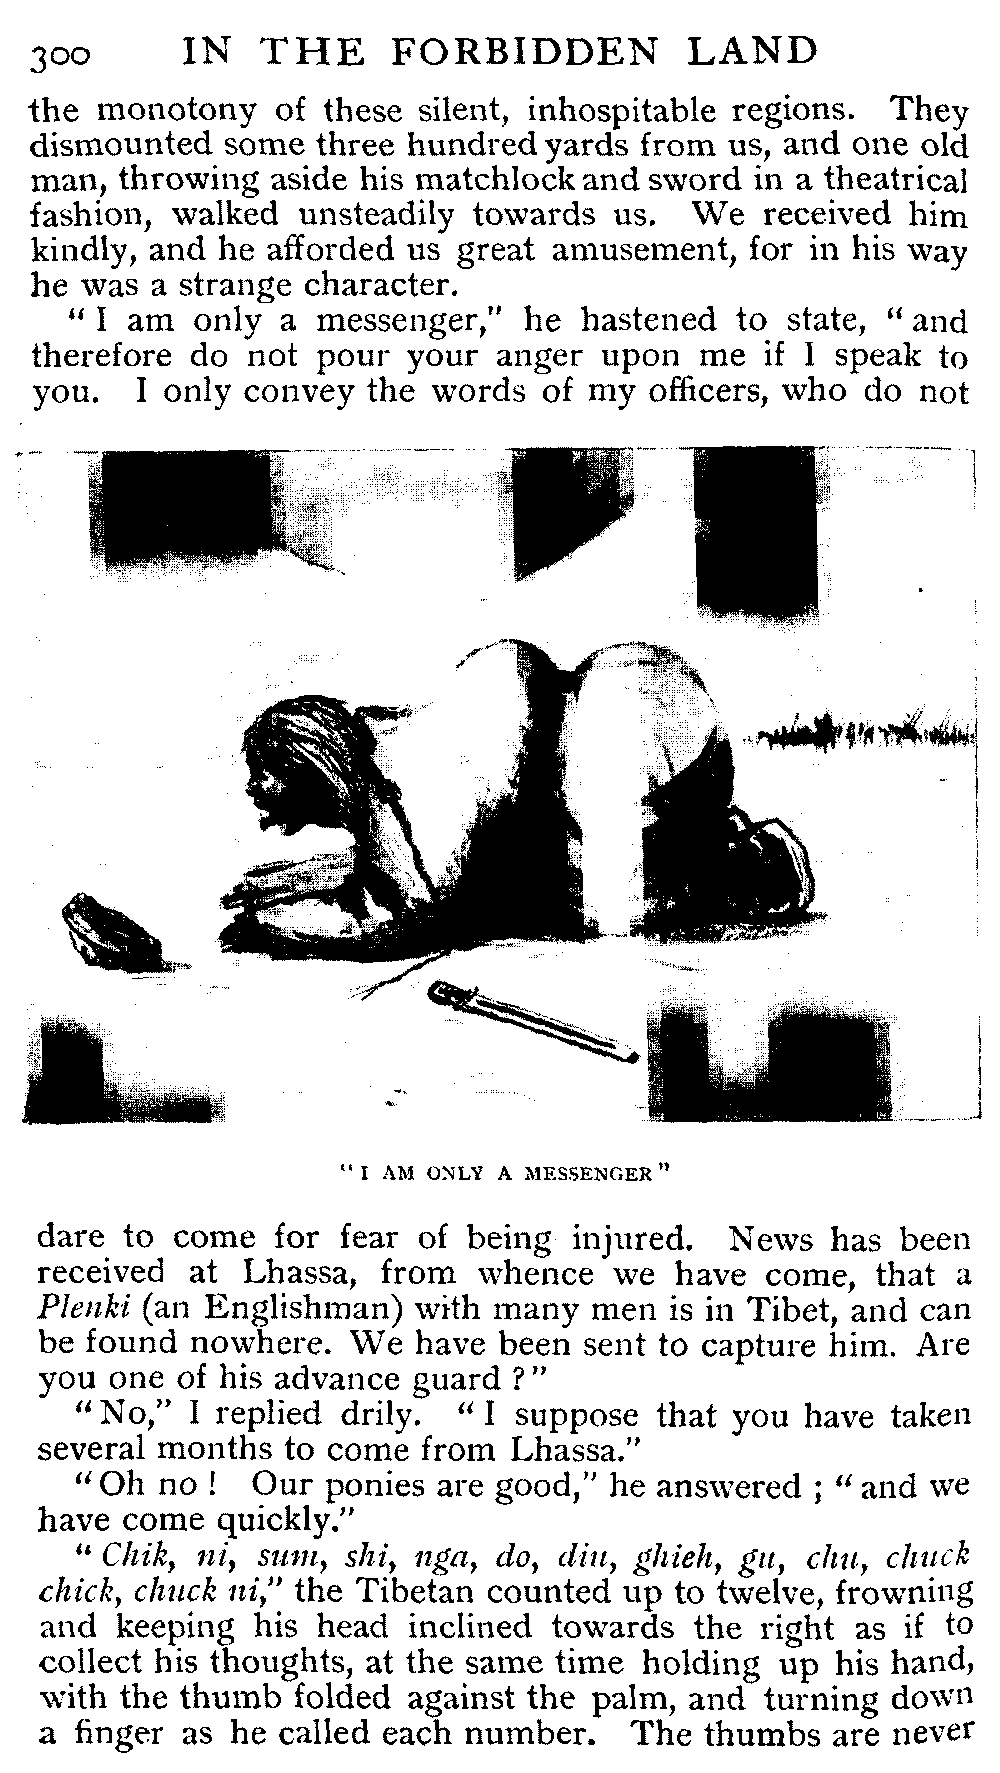 300 IN THE FORBIDDEN LAND
the monotony of these silent, inhospitable regions. They
dismounted some three hundred yards from us, and one old
man, throwing aside his matchlock and sword in a theatrical
fashion, walked unsteadily towards us. We received him
kindly, and he afforded us great amusement, for in his way
he was a strange character.
"I am only a messenger," he hastened to state, "and
therefore do not pour your anger upon me if I speak to
you. I only convey the words of my officers, who do not
"I AM ONLY A MESSENGER"
dare to come for fear of being injured. News has been
received at Lhassa, from whence we have come, that a
Plenki (an Englishman) with many men is in Tibet, and can
be found nowhere. We have been sent to capture him. Are
you one of his advance guard?"
"No," I replied drily. "I suppose that you have taken
several months to come from Lhassa."
"Oh no! Our ponies are good," he answered; "and we
have come quickly."
"Chik, ni, sum, shi, nga, do, diu, ghieh, gu, chu, chuck
chick, chuck ni," the Tibetan counted up to twelve, frowning
and keeping his head inclined towards the right as if to
collect his thoughts, at the same time holding up his hand,
with the thumb folded against the palm, and turning down
a finger as he called each number. The thumbs are never